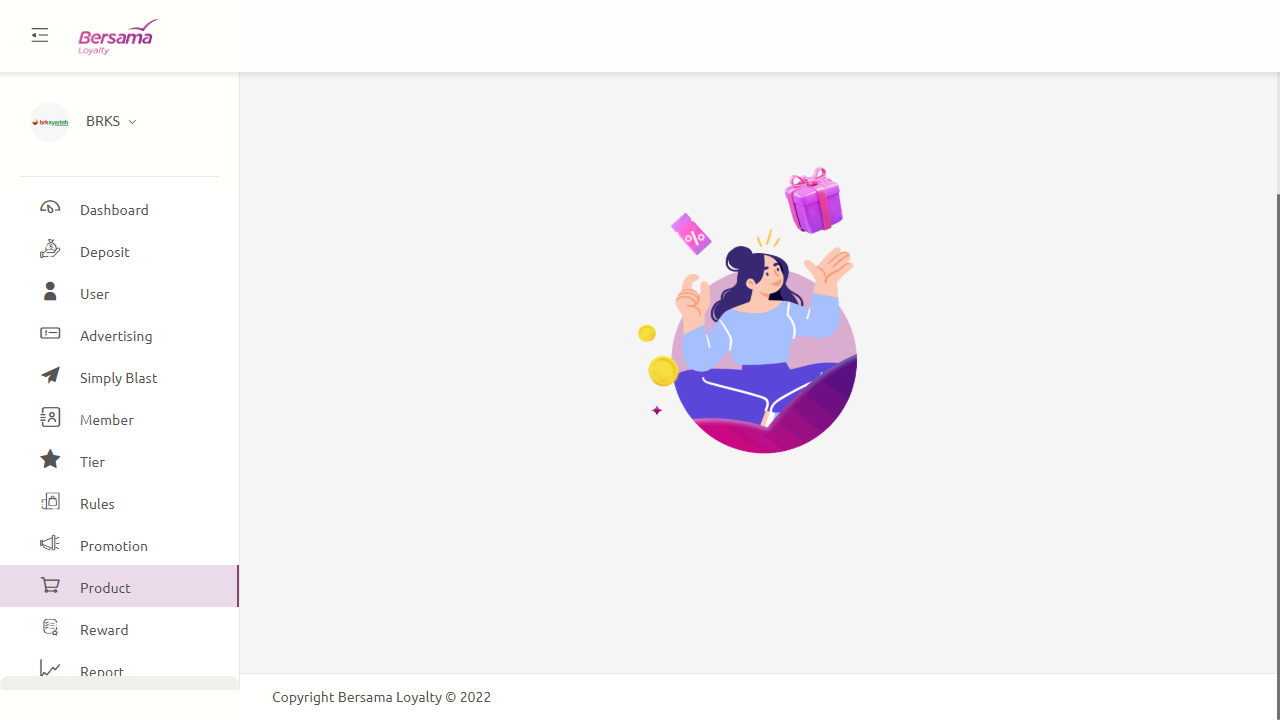 Bersama
Loyalty
brksyariah
BRKS
Dashboard
Deposit
User
Advertising
Simply Blast
Member
Tier
Rules
Promotion
Product
Reward
Report
%
Copyright Bersama Loyalty © 2022